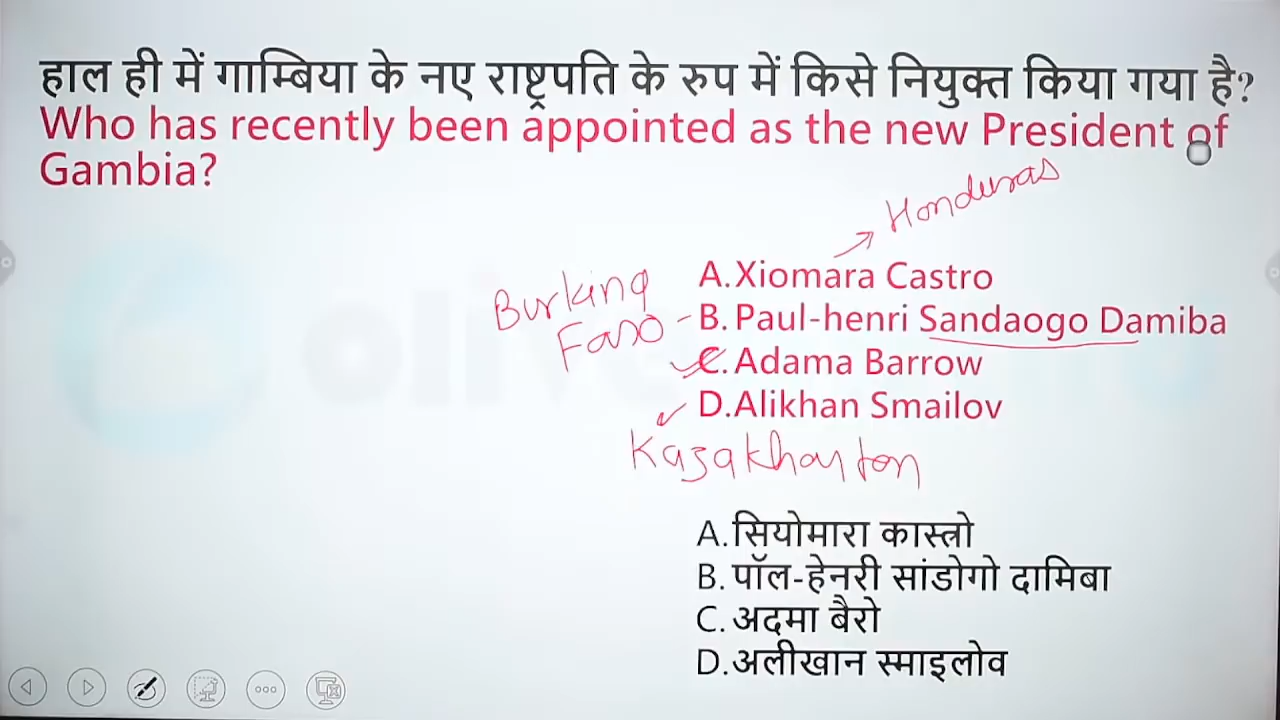 हाल ही में गाम्बिया के नए राष्ट्रपति के रुप में किसे नियुक्त किया गया है?
Who has recently been appointed as the new President of
Gambia?
Honduras
A.Xiomara Castro
Burking
B.Paul-henri Sandaogo Damiba
Faso
C.Adama Barrow
D.Alikhan Smailov
Kazakhaston
A.सियोमारा कास्त्रो
B.पॉल-हेनरी सांडोगो दामिबा
C.अदमा बैरो
D.अलीखान स्माइलोव